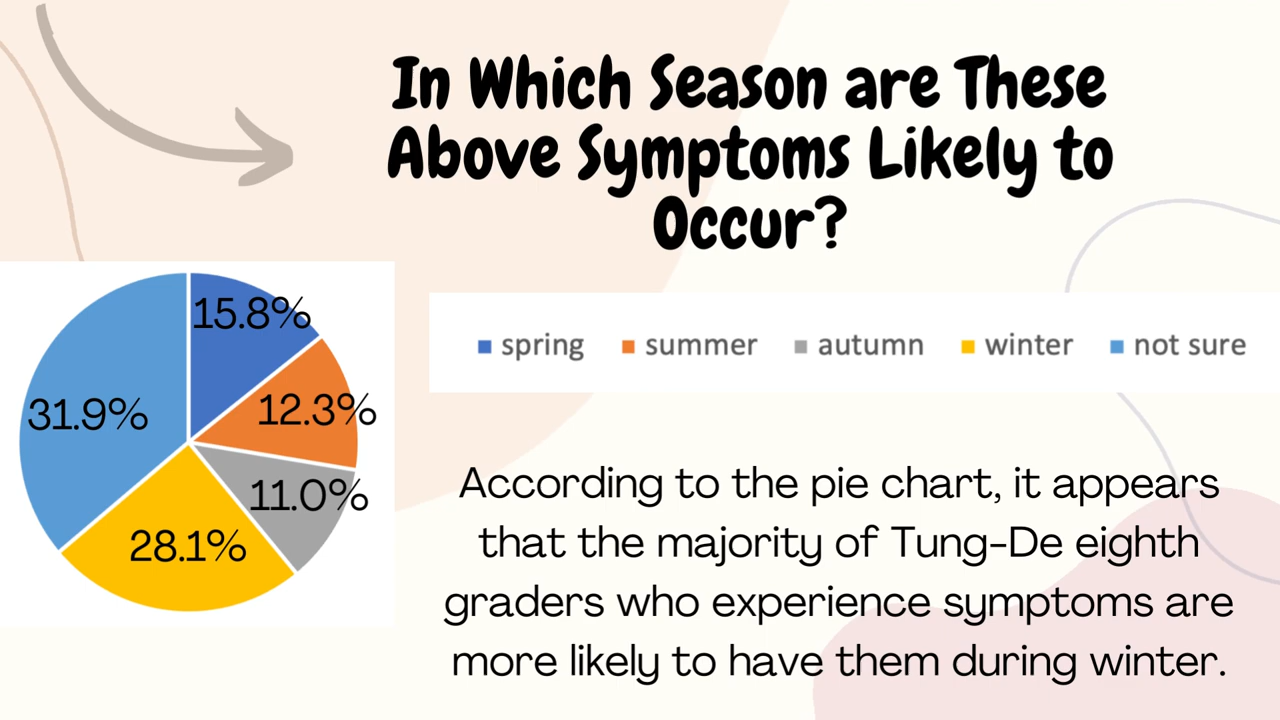 In Which Season are These
Above Symptoms Likely to
Occur?
15.8%
12.3%
31.9%
11.0%
28.1%
spring summer autumn winter not sure
According to the pie chart, it appears
that the majority of Tung-De eighth
graders who experience symptoms are
more likely to have them during winter.